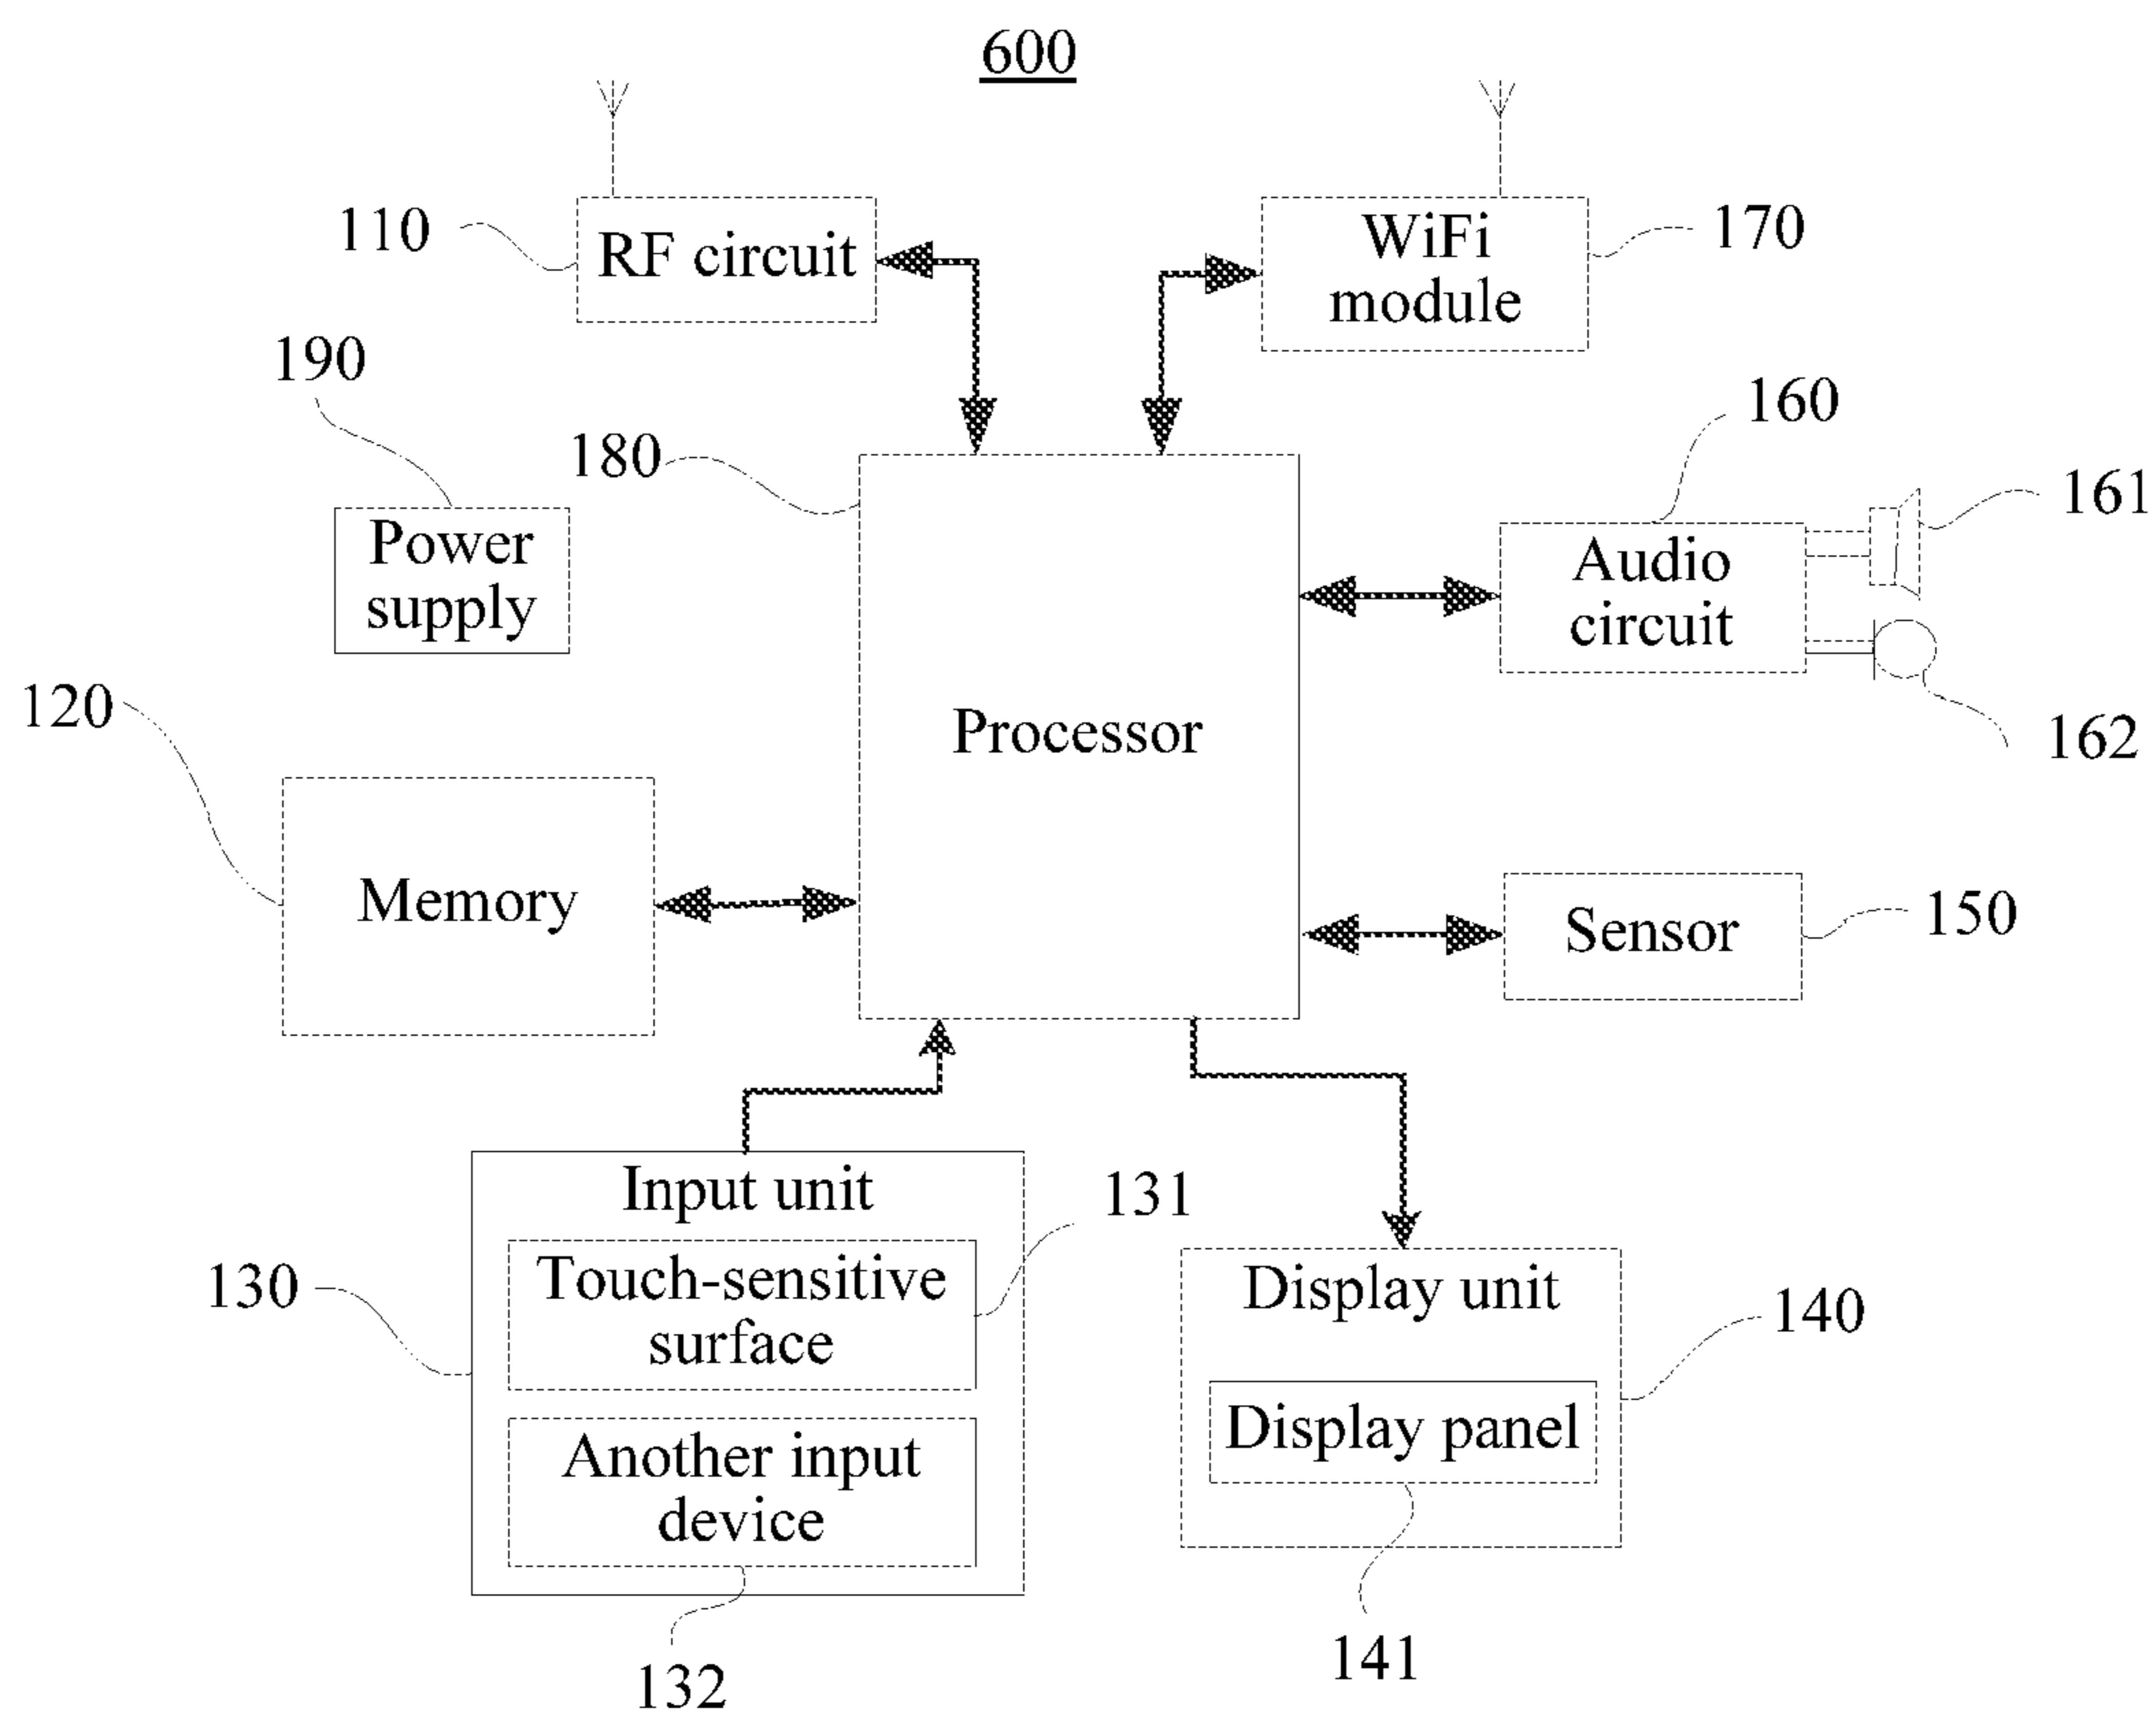 600
110
RF circuit
WiFi
module
170
190
180
160
161
Power
supply
Audio
circuit
120
Processor
162
Memory
Sensor
150
Input unit
131
130
Touch-sensitive
surface
Display unit
140
Another input
device
Display panel
132
141